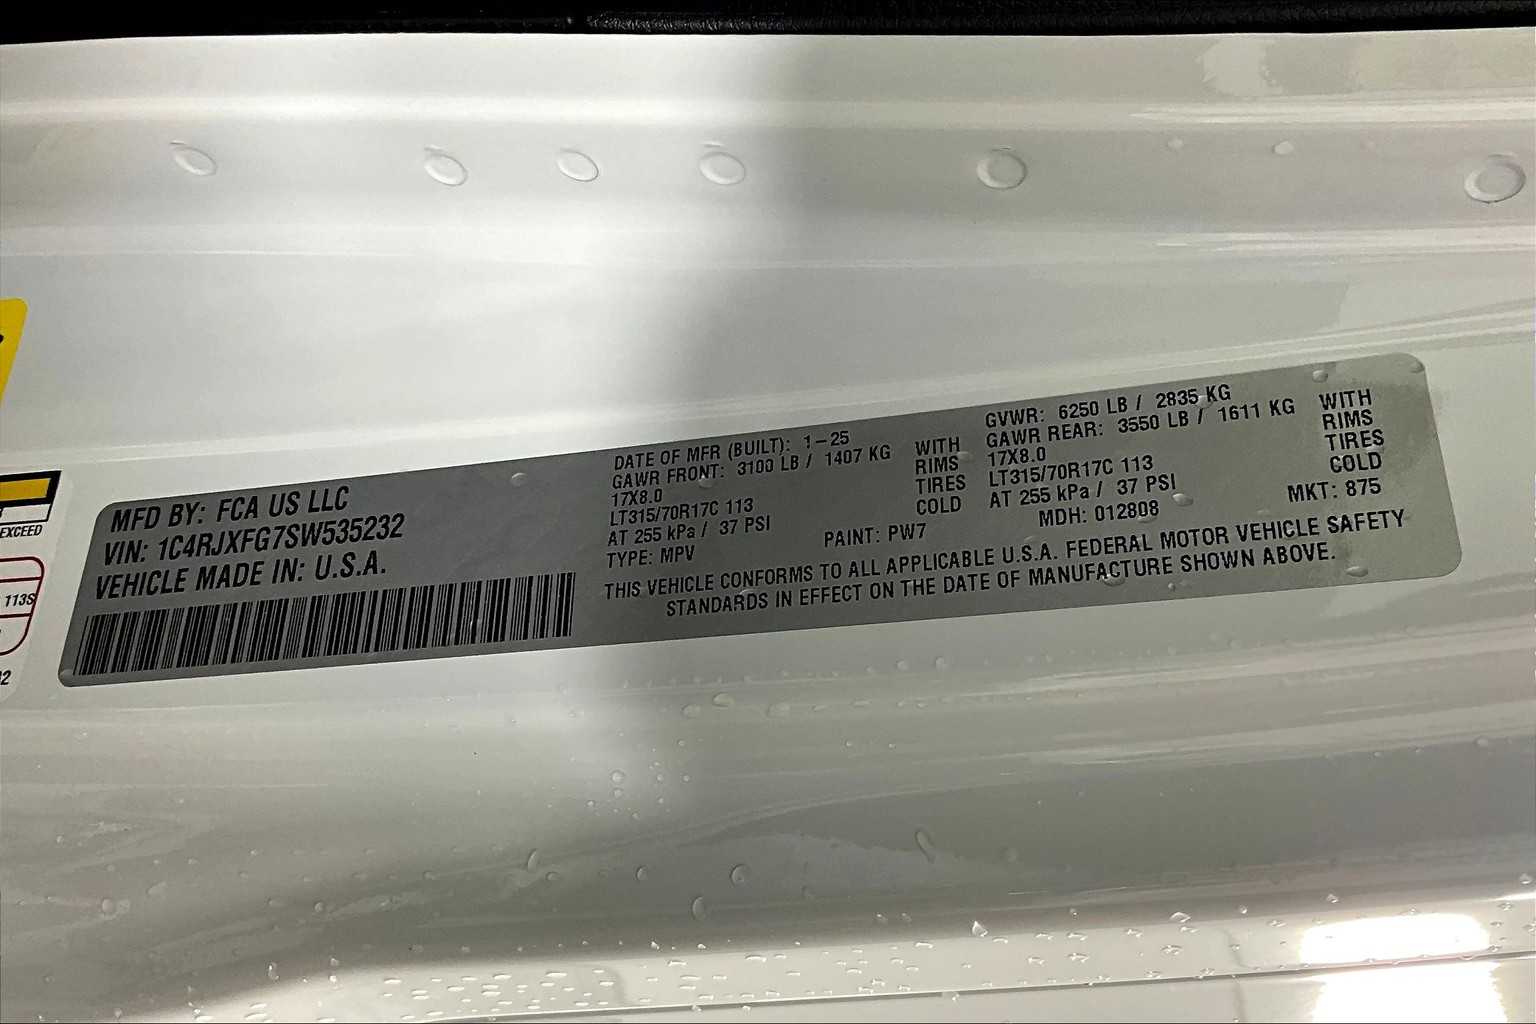 MFD BY: FCA US LLC
VIN: 1C4RJXFG7SW535232
VEHICLE MADE IN: U.S.A.
DATE OF MFR (BUILT): 1-25
GAWR FRONT: 3100 LB / 1407 KG WITH
17X8.0 RIMS
LT315/70R17C 113 TIRES
AT 255 kPa / 37 PSI COLD
TYPE: MPV PAINT: PW7
GVWR: 6250 LB / 2835 KG
GAWR REAR: 3550 LB / 1611 KG WITH
17X8.0 RIMS
LT315/70R17C 113 TIRES
AT 255 kPa / 37 PSI COLD
MDH: 012808 MKT: 875
THIS VEHICLE CONFORMS TO ALL APPLICABLE U.S.A. FEDERAL MOTOR VEHICLE SAFETY
STANDARDS IN EFFECT ON THE DATE OF MANUFACTURE SHOWN ABOVE.
EXCEED
113S